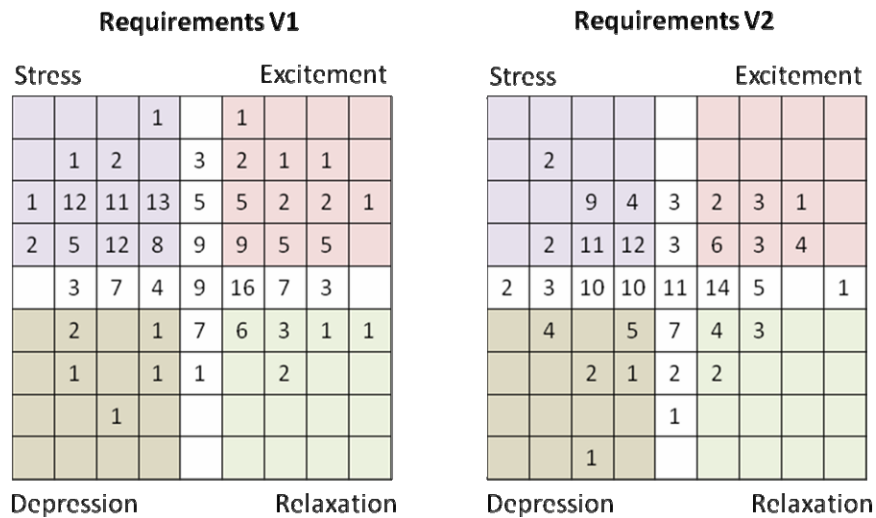 Requirements V1 Requirements V2
Stress Excitement Stress Excitement
1 1
1 2 3 2 1 1 2
1 12 11 13 5 5 2 2 1 9 4 3 2 3 1
2 5 12 8 9 9 5 5 2 11 12 3 6 3 4
3 7 4 9 16 7 3 2 3 10 10 11 14 5 1
2 1 7 6 3 1 1 4 5 7 4 3
1 1 1 2 2 1 2 2
1 1
1
Depression Relaxation Depression Relaxation